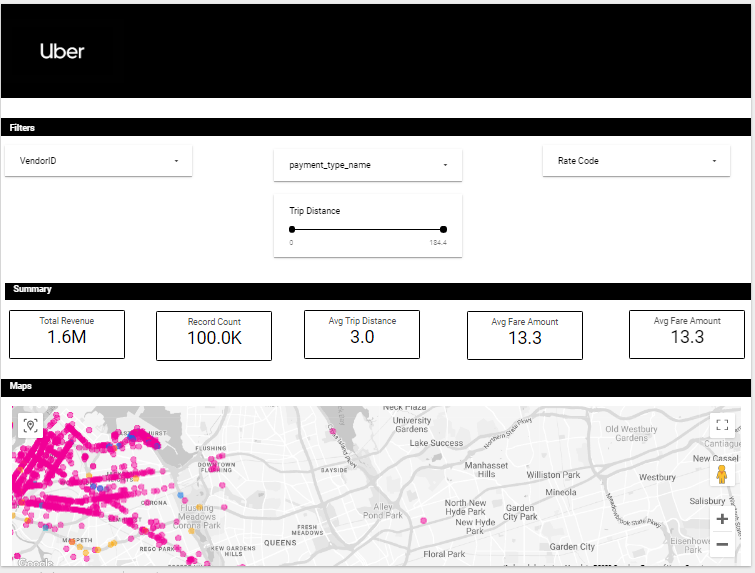 Uber
Filters
VendorID
payment_type_name
Rate Code
Trip Distance
0
184.4
Summary
Total Revenue
1.6M
Record Count
100.0K
Avg Trip Distance
3.0
Avg Fare Amount
13.3
Avg Fare Amount
13.3
Maps
Neck Plaza
University
Gardens
Lake Success
Northern State Pkwy
Old Westbury
Gardens
Cantiague
New Cassel
FLUSHING
DOWNTOWN
FLUSHING
BAYSIDE
Manhasset
Hills
Williston Park
Westbury
Mineola
Salisbury
CORONA
Flushing
Meadows
Corona Park
Alley
Pond Park
North New
Hyde Park
New Hyde
Park
Garden
City Park
Meadowbrook State Pkwy
FRESH
MEADOWS
MASPETH
REGO PARK
KEW GARDENS
HILLS
QUEENS
Floral Park
Garden City
Eisenhower
Park
Google